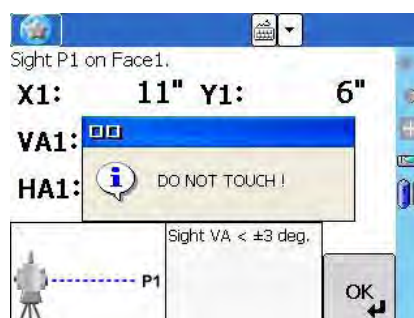 Sight P1 on Face1.
X1: 11" Y1: 6"
VA1:
HA1:
DO NOT TOUCH !
Sight VA < ±3 deg.
P1
OK